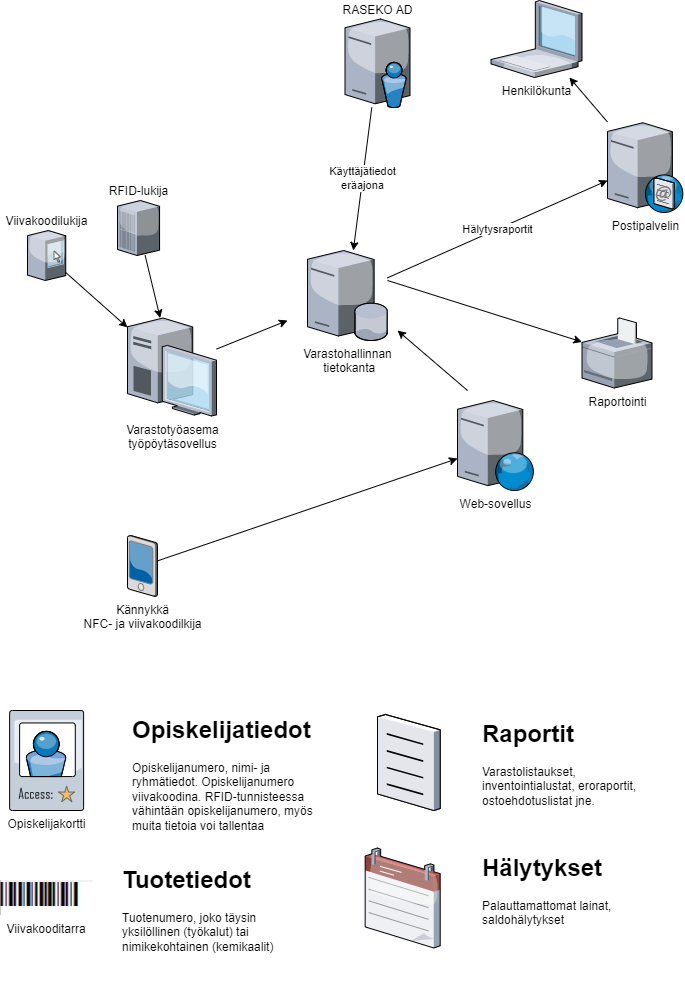 RASEKO AD
Henkilökunta
Käyttäjätiedot
eräajona
RFID-lukija
Viivakoodilukija
Hälytysraportit
Postipalvelin
Varastohallinnan
tietokanta
Raportointi
Varastotyöasema
työpöytäsovellus
Web-sovellus
Kännykkä
NFC- ja viivakoodilkija
Opiskelijatiedot
Opiskelijanumero, nimi- ja
ryhmätiedot. Opiskelijanumero
viivakoodina. RFID-tunnisteessa
vähintään opiskelijanumero, myös
muita tietoia voi tallentaa
Access:
Opiskelijakortti
Raportit
Varastolistaukset,
inventointialustat, eroraportit,
ostoehdotuslistat jne.
Tuotetiedot
Tuotenumero, joko täysin
yksilöllinen (työkalut) tai
nimikekohtainen (kemikaalit)
Viivakooditarra
Hälytykset
Palauttamattomat lainat,
saldohälytykset